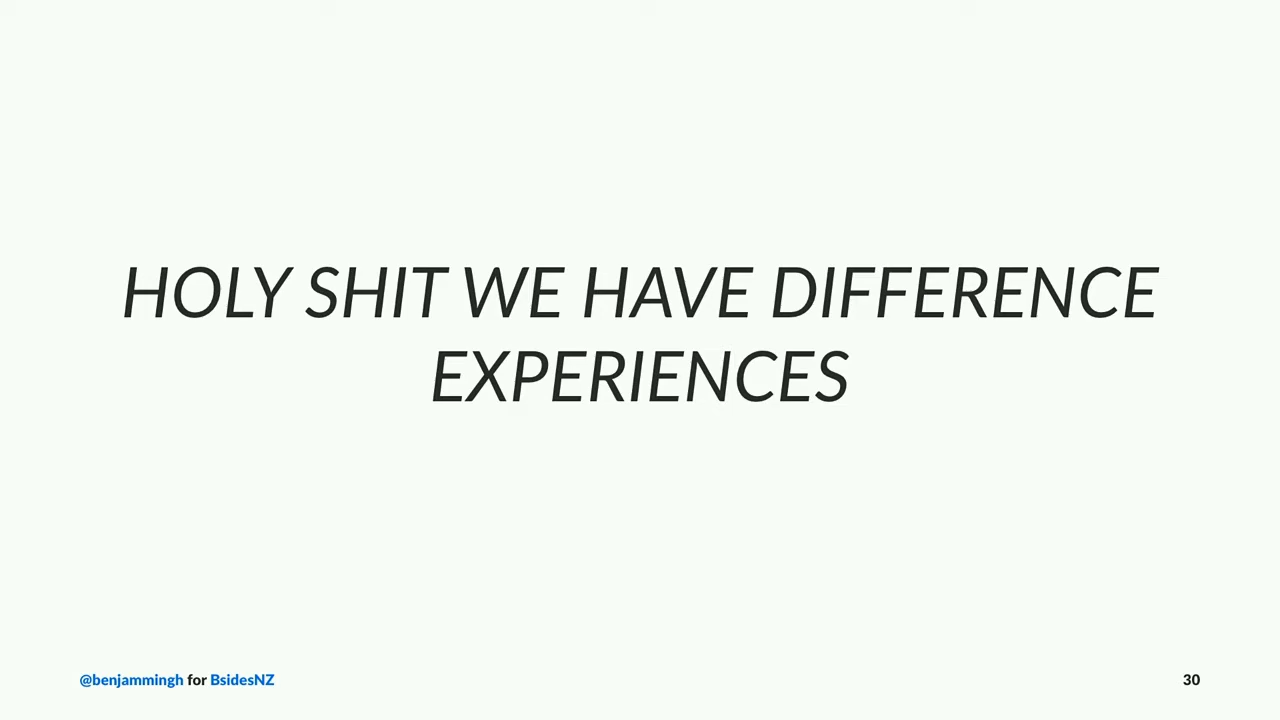 HOLY SHIT WE HAVE DIFFERENCE
EXPERIENCES
@benjammingh for BsidesNZ
30